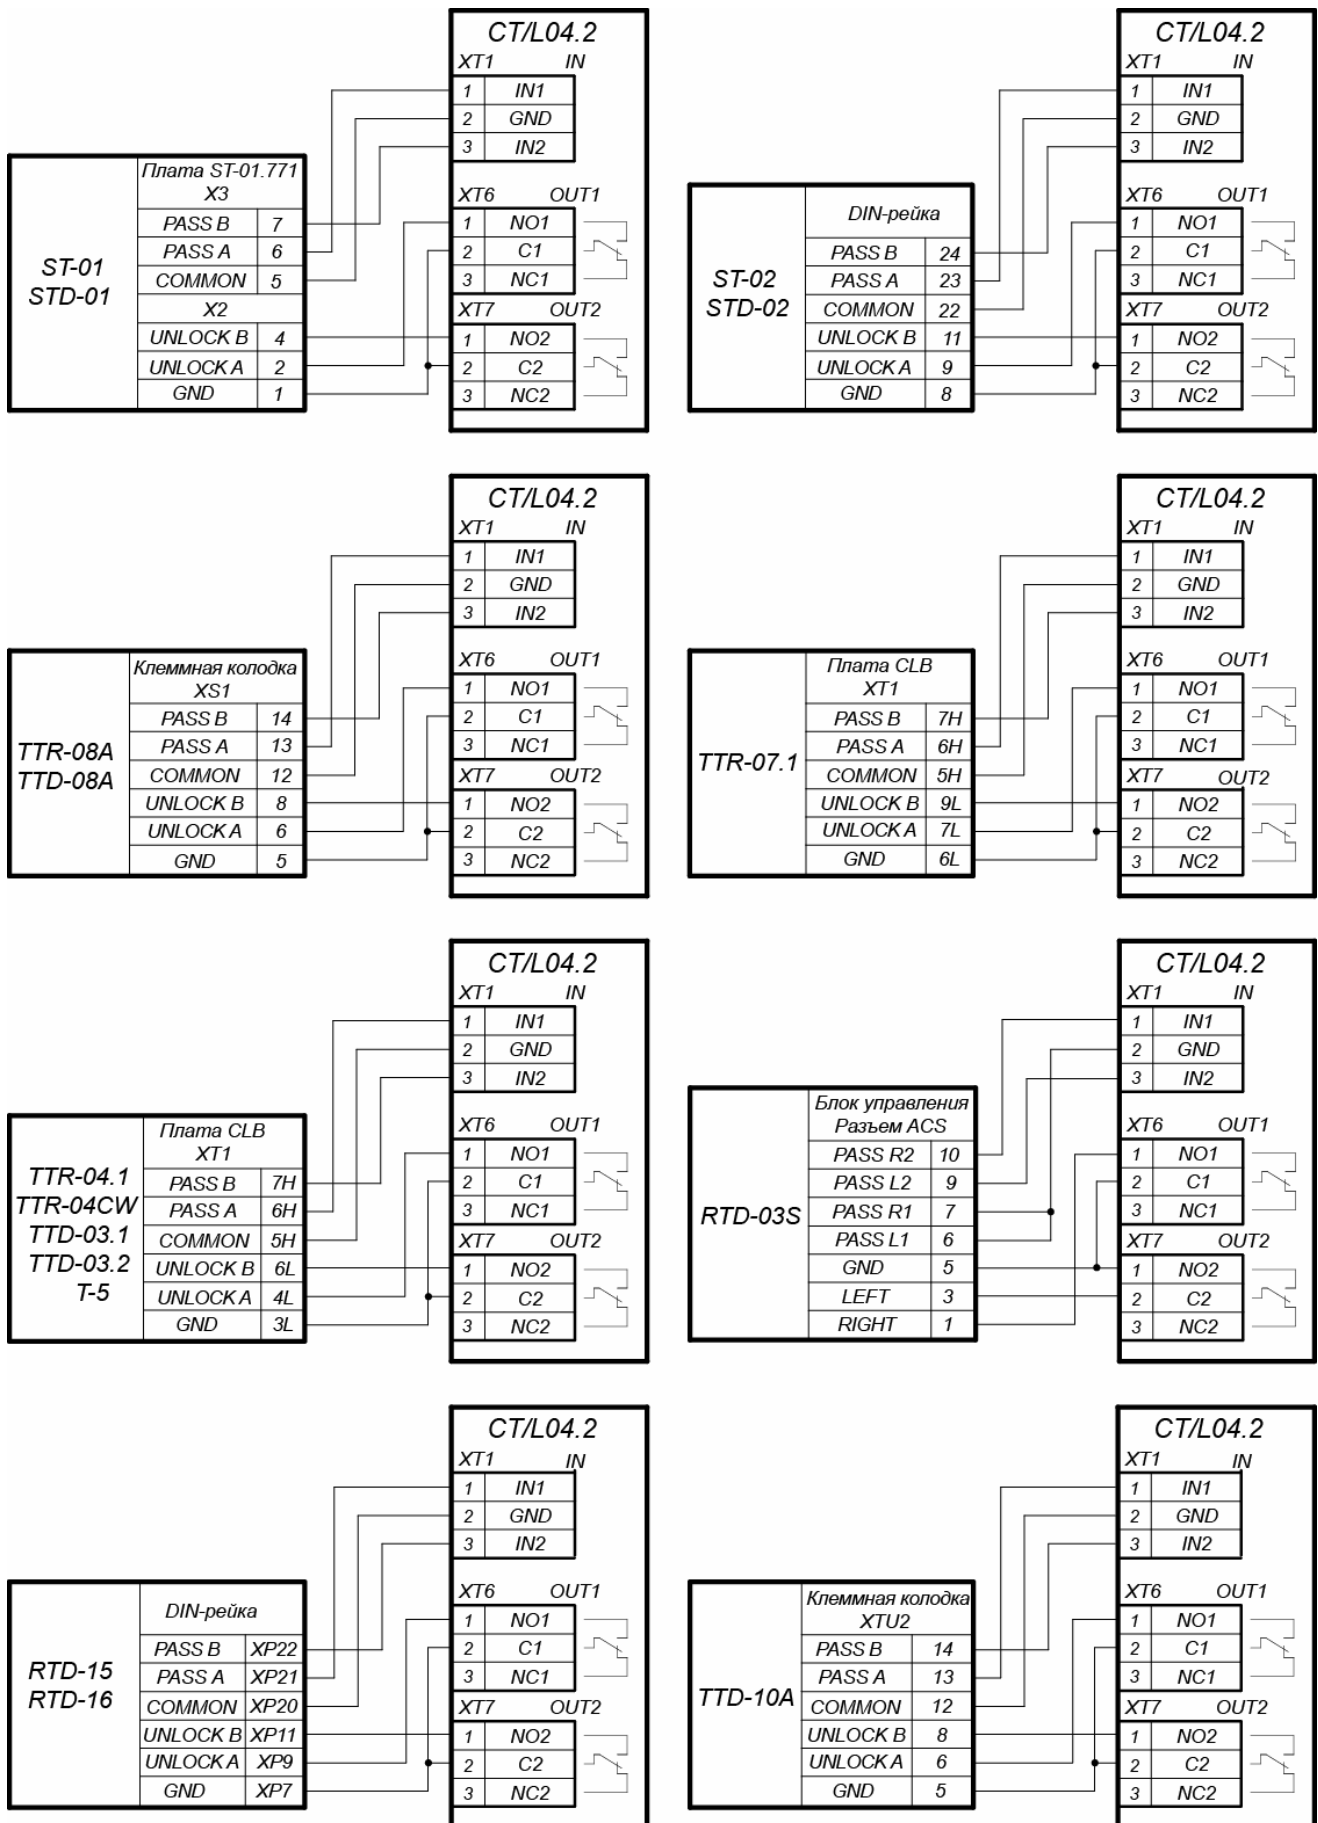 CT/L04.2
XT1 IN
1 IN1
2 GND
3 IN2
XT6 OUT1
1 NO1
2 C1
3 NC1
XT7 OUT2
1 NO2
2 C2
3 NC2
ST-01
STD-01
Плата ST-01.771
X3
PASS B 7
PASS A 6
COMMON 5
X2
UNLOCK B 4
UNLOCK A 2
GND 1
CT/L04.2
XT1 IN
1 IN1
2 GND
3 IN2
XT6 OUT1
1 NO1
2 C1
3 NC1
XT7 OUT2
1 NO2
2 C2
3 NC2
ST-02
STD-02
DIN-рейка
PASS B 24
PASS A 23
COMMON 22
UNLOCK B 11
UNLOCK A 9
GND 8
CT/L04.2
XT1 IN
1 IN1
2 GND
3 IN2
XT6 OUT1
1 NO1
2 C1
3 NC1
XT7 OUT2
1 NO2
2 C2
3 NC2
TTR-08A
TTD-08A
Клеммная колодка
XS1
PASS B 14
PASS A 13
COMMON 12
UNLOCK B 8
UNLOCK A 6
GND 5
CT/L04.2
XT1 IN
1 IN1
2 GND
3 IN2
XT6 OUT1
1 NO1
2 C1
3 NC1
XT7 OUT2
1 NO2
2 C2
3 NC2
TTR-07.1
Плата CLB
XT1
PASS B 7H
PASS A 6H
COMMON 5H
UNLOCK B 9L
UNLOCK A 7L
GND 6L
CT/L04.2
XT1 IN
1 IN1
2 GND
3 IN2
XT6 OUT1
1 NO1
2 C1
3 NC1
XT7 OUT2
1 NO2
2 C2
3 NC2
TTR-04.1
TTR-04CW
TTD-03.1
TTD-03.2
T-5
Плата CLB
XT1
PASS B 7H
PASS A 6H
COMMON 5H
UNLOCK B 6L
UNLOCK A 4L
GND 3L
CT/L04.2
XT1 IN
1 IN1
2 GND
3 IN2
XT6 OUT1
1 NO1
2 C1
3 NC1
XT7 OUT2
1 NO2
2 C2
3 NC2
RTD-03S
Блок управления
Разъем ACS
PASS R2 10
PASS L2 9
PASS R1 7
PASS L1 6
GND 5
LEFT 3
RIGHT 1
CT/L04.2
XT1 IN
1 IN1
2 GND
3 IN2
XT6 OUT1
1 NO1
2 C1
3 NC1
XT7 OUT2
1 NO2
2 C2
3 NC2
RTD-15
RTD-16
DIN-рейка
PASS B XP22
PASS A XP21
COMMON XP20
UNLOCK B XP11
UNLOCK A XP9
GND XP7
CT/L04.2
XT1 IN
1 IN1
2 GND
3 IN2
XT6 OUT1
1 NO1
2 C1
3 NC1
XT7 OUT2
1 NO2
2 C2
3 NC2
TTD-10A
Клеммная колодка
XTU2
PASS B 14
PASS A 13
COMMON 12
UNLOCK B 8
UNLOCK A 6
GND 5